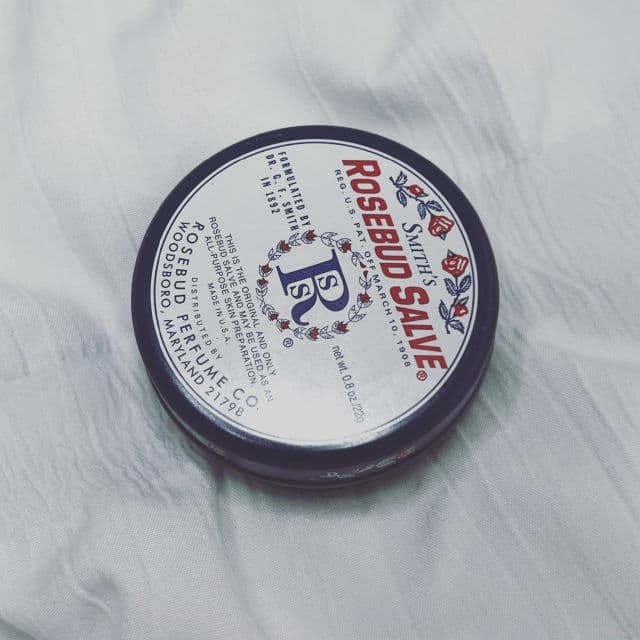 SMITH'S
ROSEBUD SALVE®
REG. U.S. PAT. OFF MARCH 10, 1908
FORMULATED BY
DR. G. F. SMITH
IN 1892
RSS
®
net wt. 0.8 oz./22g
THIS IS THE ORIGINAL AND ONLY
ROSEBUD SALVE AND MAY BE USED AS AN
ALL-PURPOSE SKIN PREPARATION.
MADE IN U.S.A.
DISTRIBUTED BY
ROSEBUD PERFUME CO.
WOODSBORO, MARYLAND 21798